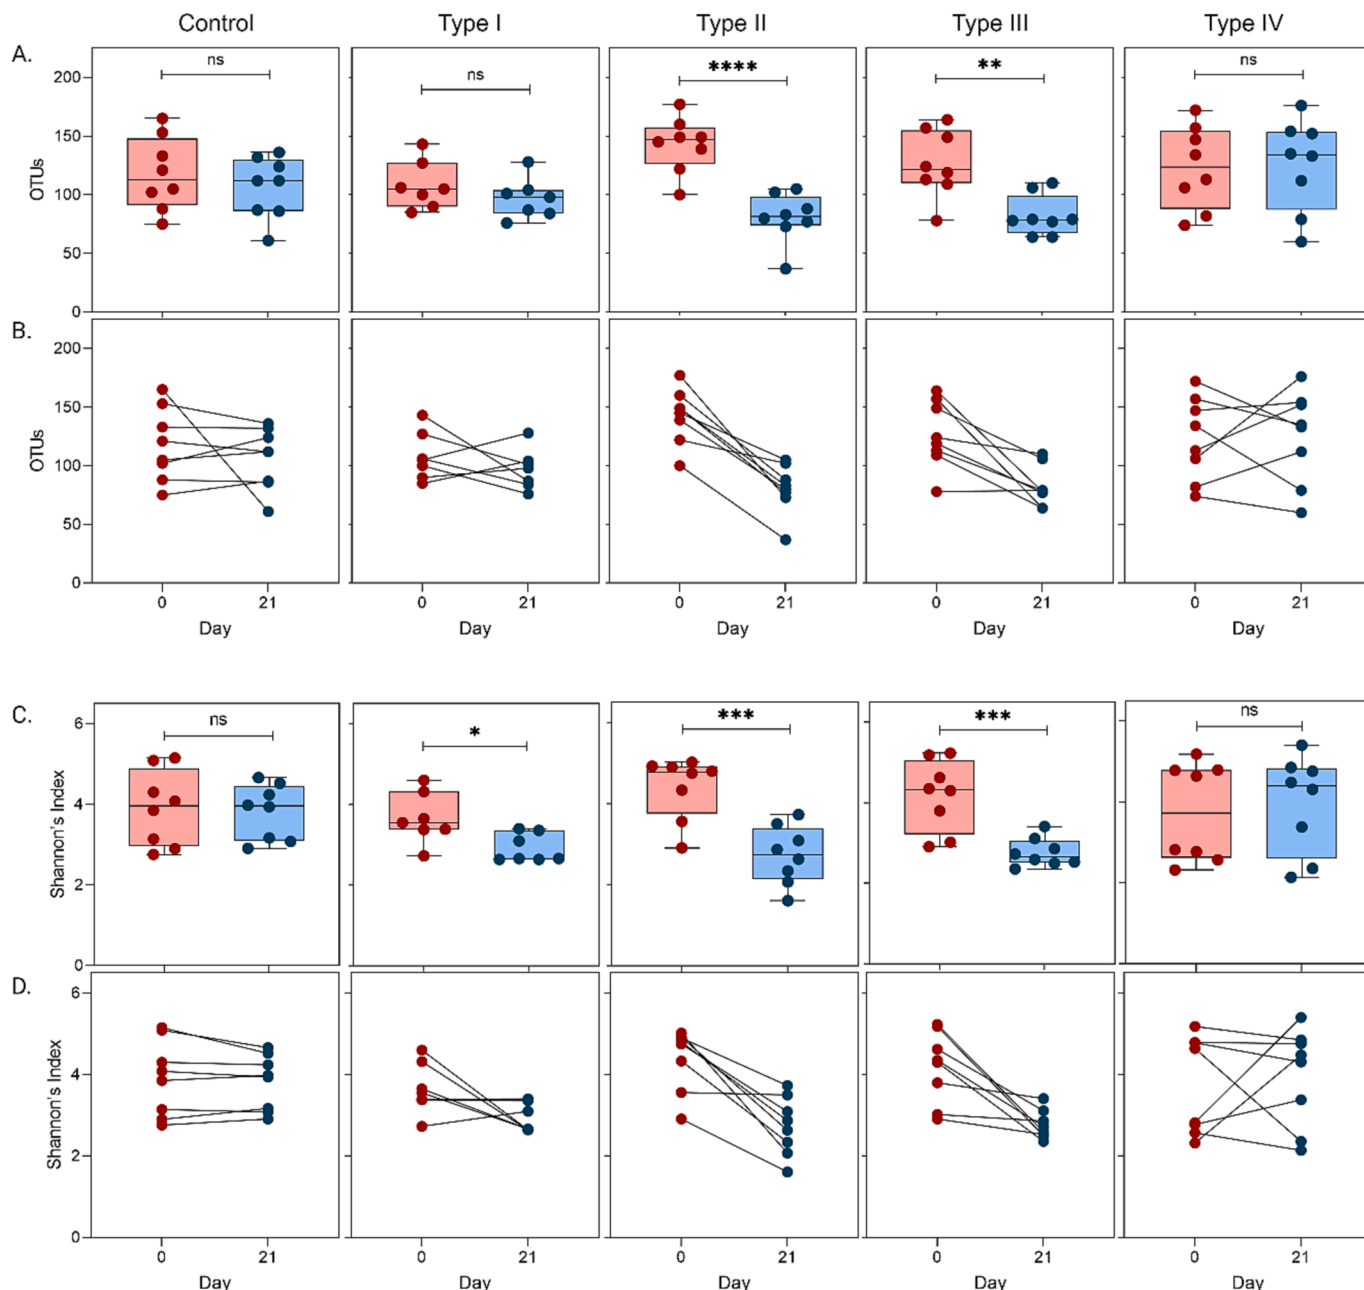 Control Type I Type II Type III Type IV
A.
ns ns **** ** ns
200
150
100
50
0
OTUs
B.
200
150
100
50
0
OTUs
0 21 0 21 0 21 0 21 0 21
Day Day Day Day Day
C.
ns * *** *** ns
6
4
2
0
Shannon's Index
D.
6
4
2
0
Shannon's Index
0 21 0 21 0 21 0 21 0 21
Day Day Day Day Day